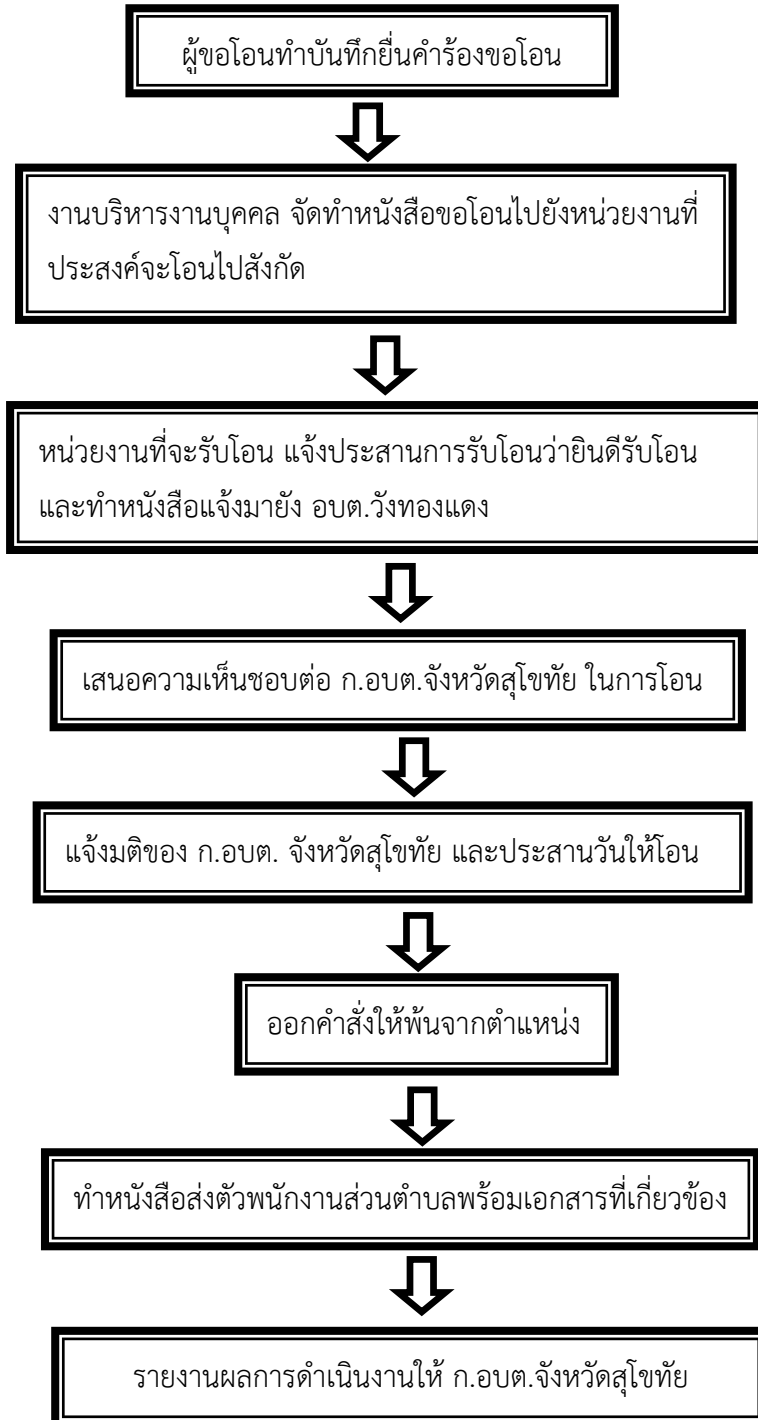 ผู้ขอโอนทำบันทึกยื่นคำร้องขอโอน
งานบริหารงานบุคคล จัดทำหนังสือขอโอนไปยังหน่วยงานที่
ประสงค์จะโอนไปสังกัด
หน่วยงานที่จะรับโอน แจ้งประสานการรับโอนว่ายินดีรับโอน
และทำหนังสือแจ้งมายัง อบต.วังทองแดง
เสนอความเห็นชอบต่อ ก.อบต.จังหวัดสุโขทัย ในการโอน
แจ้งมติของ ก.อบต. จังหวัดสุโขทัย และประสานวันให้โอน
ออกคำสั่งให้พ้นจากตำแหน่ง
ทำหนังสือส่งตัวพนักงานส่วนตำบลพร้อมเอกสารที่เกี่ยวข้อง
รายงานผลการดำเนินงานให้ ก.อบต.จังหวัดสุโขทัย